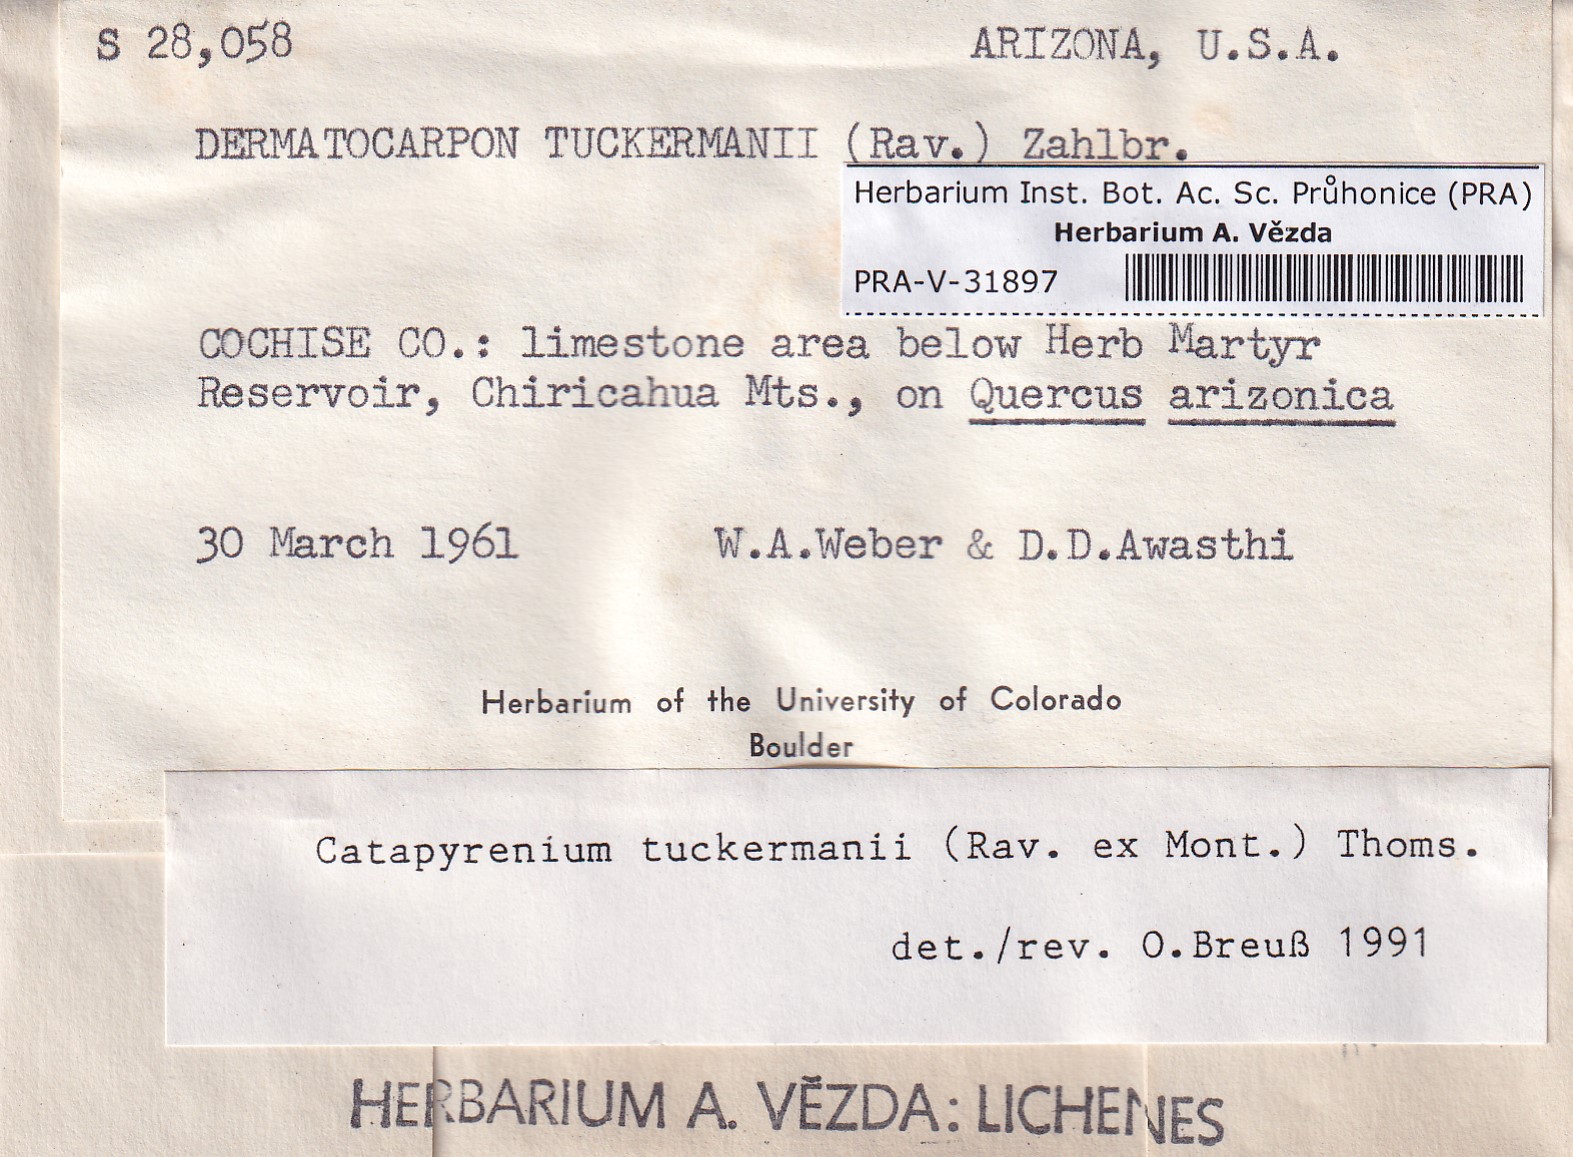 S 28,058 ARIZONA, U.S.A.
DERMATOCARPON TUCKERMANII (Rav.) Zahlbr.
Herbarium Inst. Bot. Ac. Sc. Průhonice (PRA)
Herbarium A. Vězda
PRA-V-31897
COCHISE CO.: limestone area below Herb Martyr
Reservoir, Chiricahua Mts., on Quercus arizonica
30 March 1961 W.A.Weber & D.D.Awasthi
Herbarium of the University of Colorado
Boulder
Catapyrenium tuckermanii (Rav. ex Mont.) Thoms.
det./rev. O.Breuß 1991
HERBARIUM A. VĚZDA: LICHENES